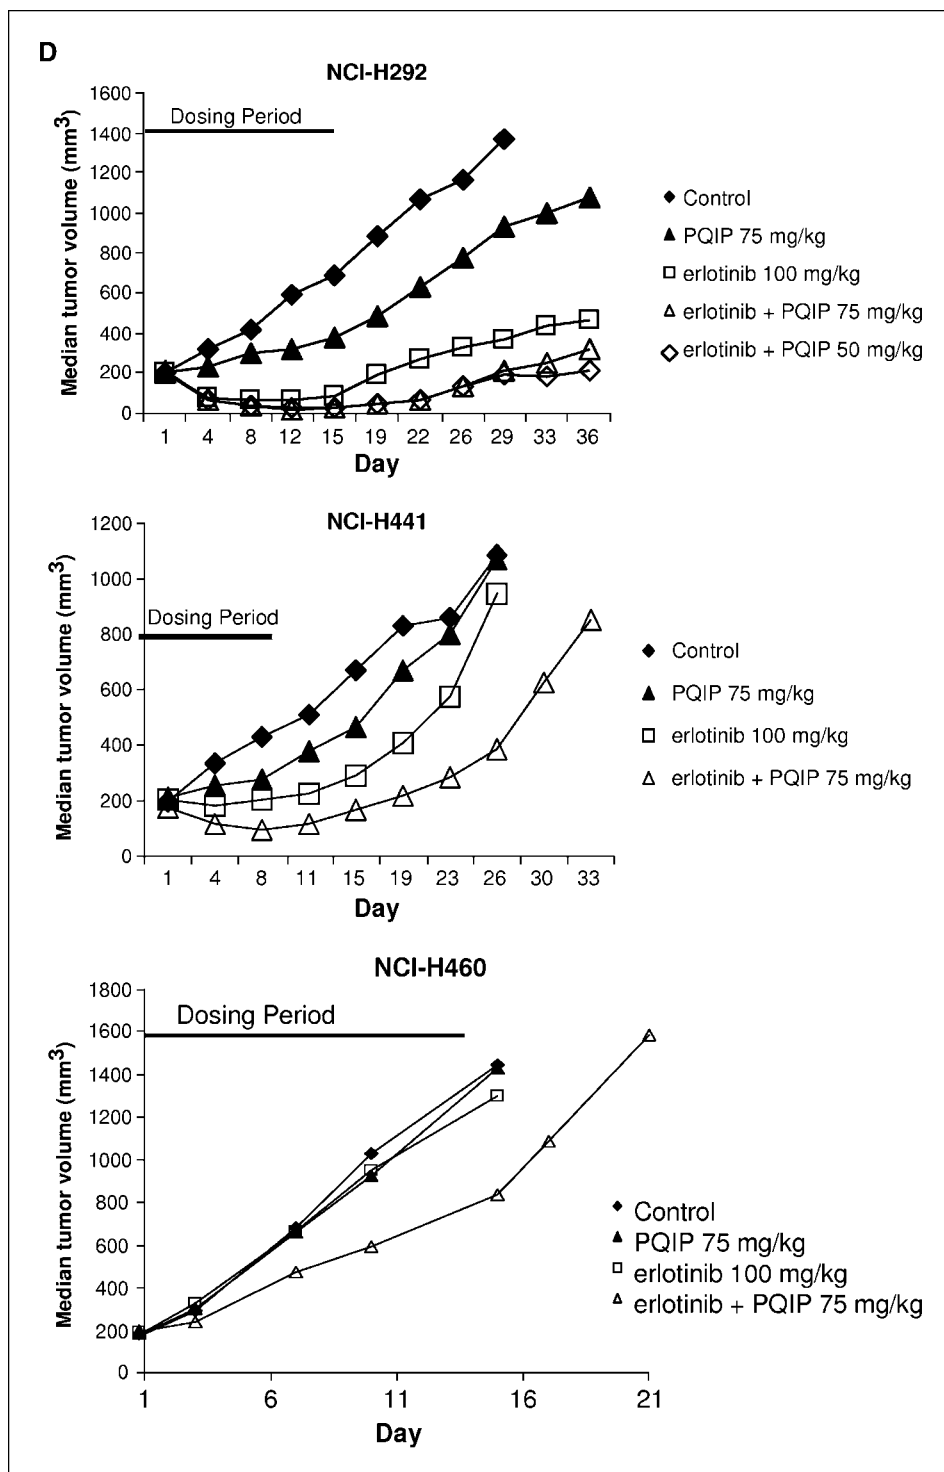 D
NCI-H292
Median tumor volume (mm3)
1600
1400
1200
1000
800
600
400
200
0
Dosing Period
1 4 8 12 15 19 22 26 29 33 36
Day
Control
PQIP 75 mg/kg
erlotinib 100 mg/kg
erlotinib + PQIP 75 mg/kg
erlotinib + PQIP 50 mg/kg
NCI-H441
Median tumor volume (mm3)
1200
1000
800
600
400
200
0
Dosing Period
1 4 8 11 15 19 23 26 30 33
Day
Control
PQIP 75 mg/kg
erlotinib 100 mg/kg
erlotinib + PQIP 75 mg/kg
NCI-H460
Median tumor volume (mm3)
1800
1600
1400
1200
1000
800
600
400
200
0
Dosing Period
1 6 11 16 21
Day
Control
PQIP 75 mg/kg
erlotinib 100 mg/kg
erlotinib + PQIP 75 mg/kg